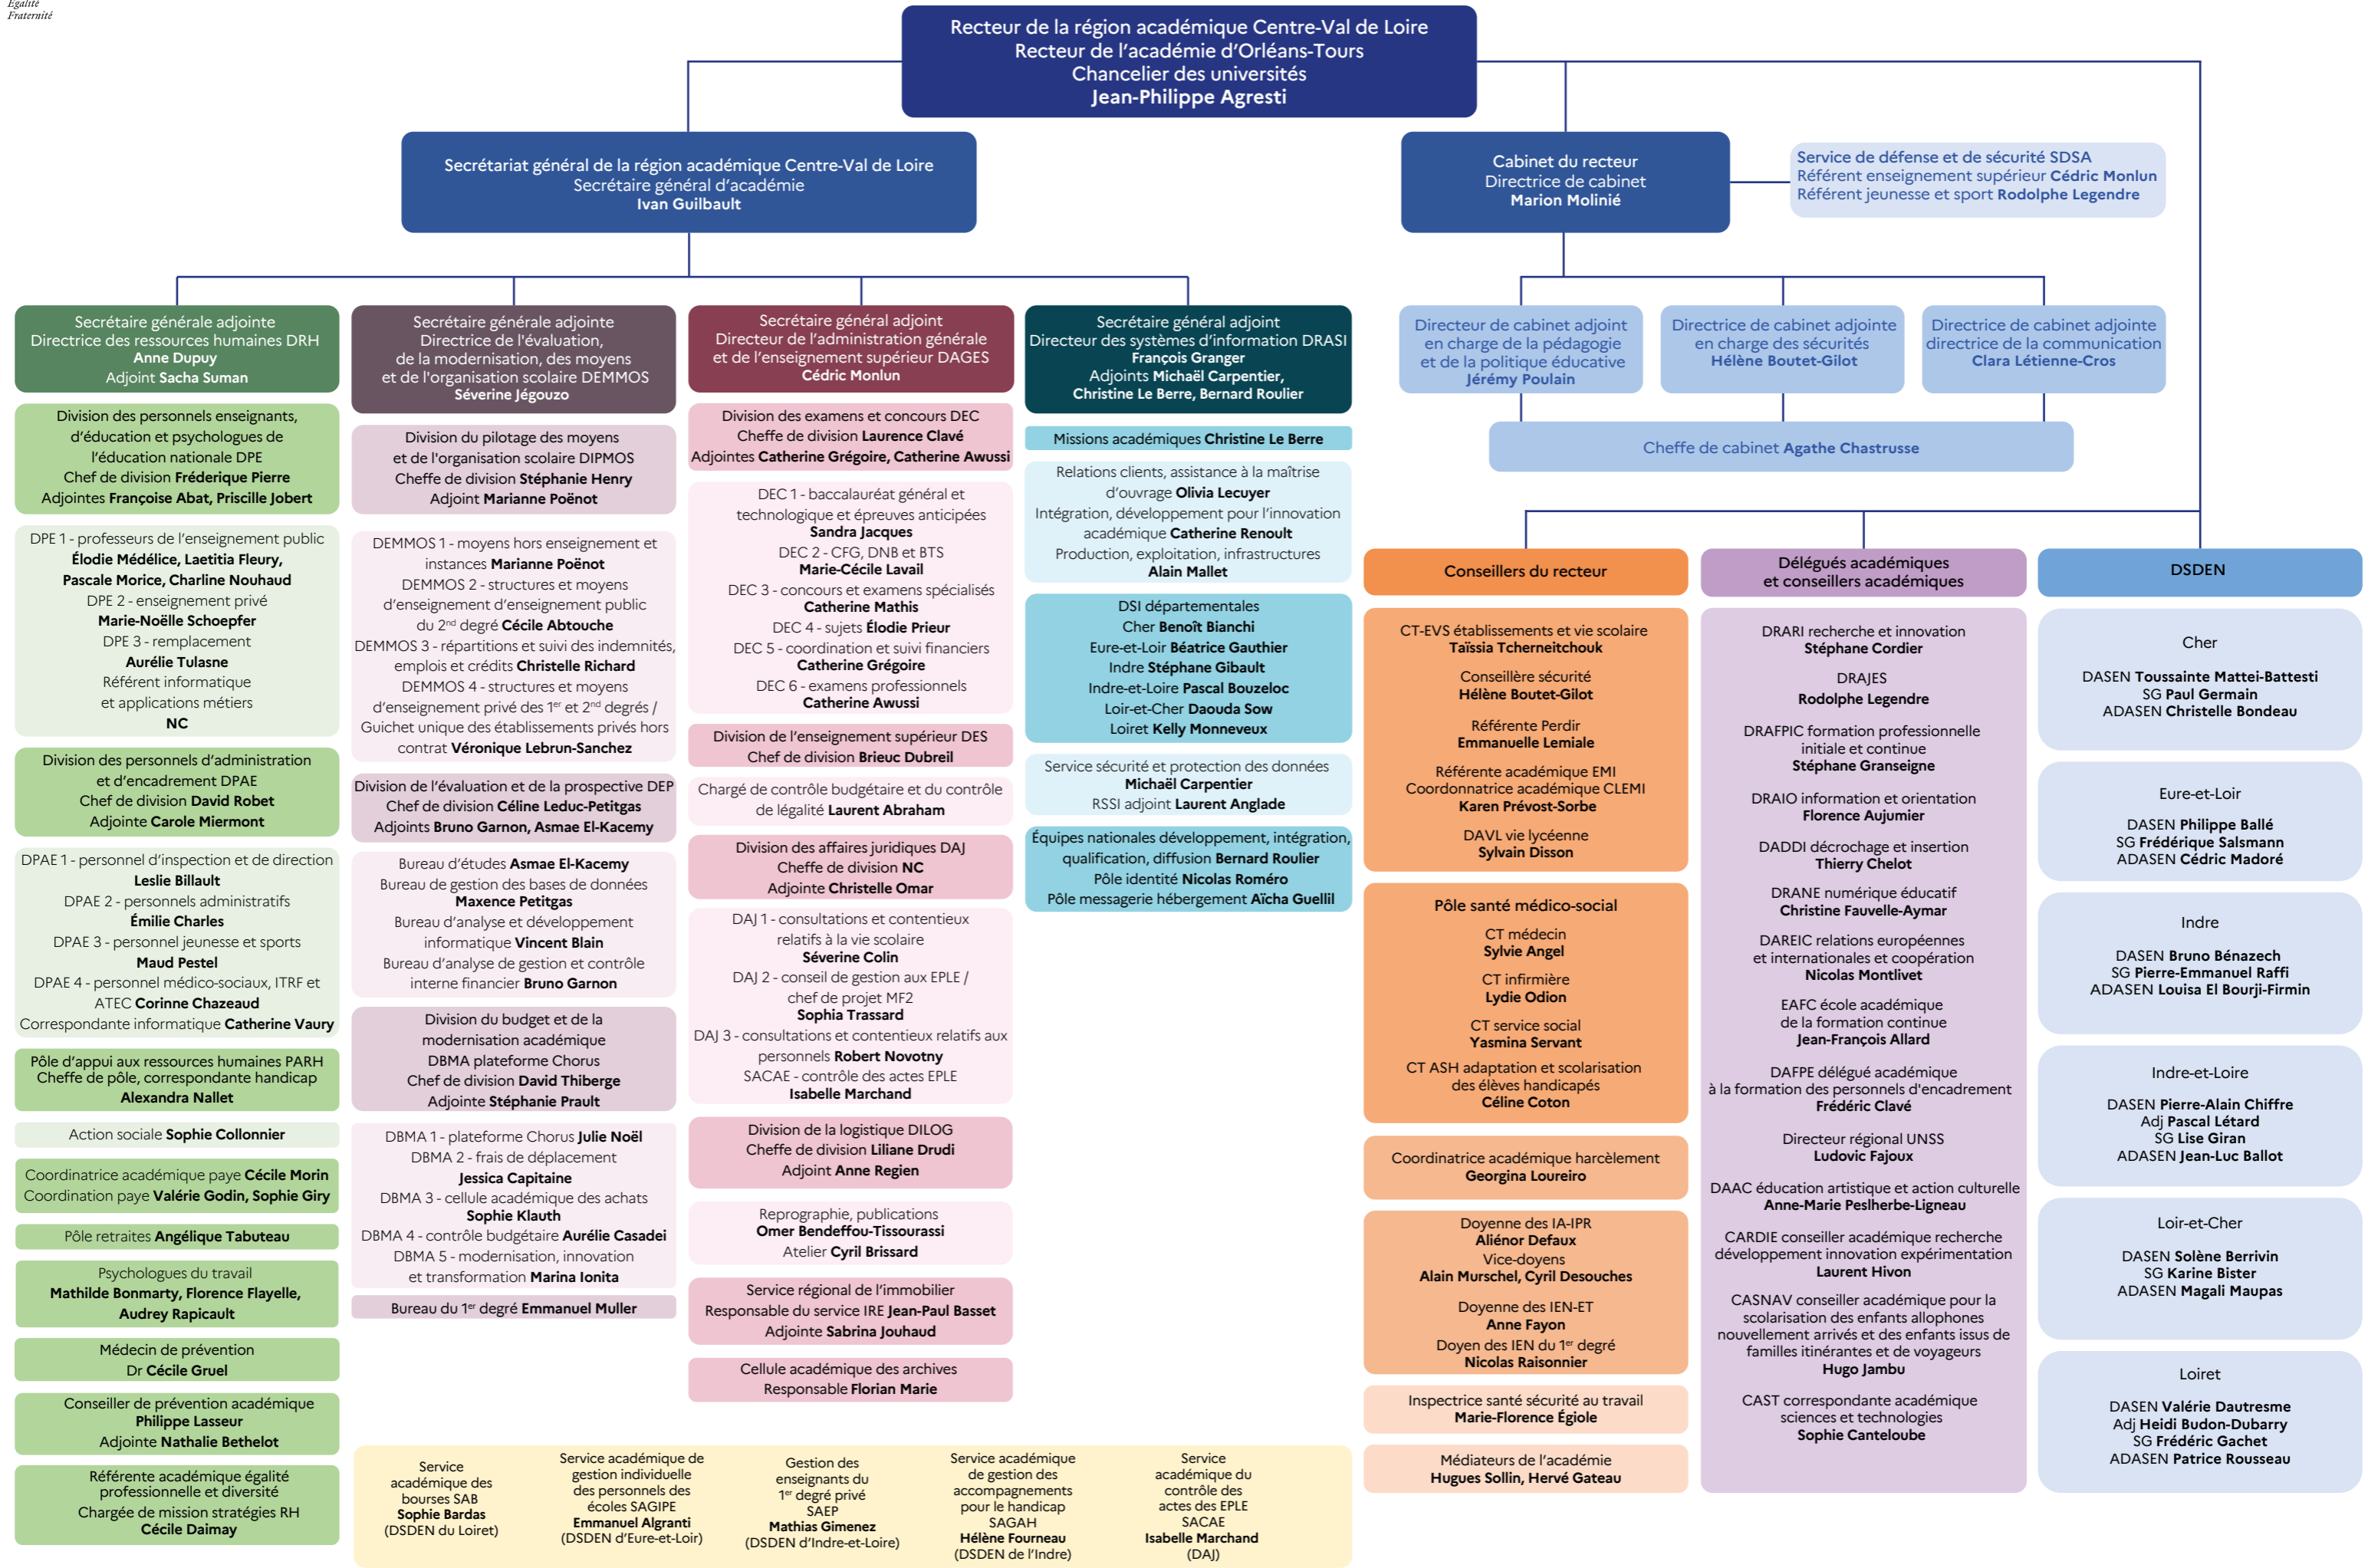 Égalité
Fraternité
Recteur de la région académique Centre-Val de Loire
Recteur de l'académie d'Orléans-Tours
Chancelier des universités
Jean-Philippe Agresti
Secrétariat général de la région académique Centre-Val de Loire
Secrétaire général d'académie
Ivan Guilbault
Cabinet du recteur
Directrice de cabinet
Marion Molinié
Service de défense et de sécurité SDSA
Référent enseignement supérieur Cédric Monlun
Référent jeunesse et sport Rodolphe Legendre
Secrétaire générale adjointe
Directrice des ressources humaines DRH
Anne Dupuy
Adjoint Sacha Suman
Division des personnels enseignants,
d'éducation et psychologues de
l'éducation nationale DPE
Chef de division Fréderique Pierre
Adjointes Françoise Abat, Priscille Jobert
DPE 1 - professeurs de l'enseignement public
Élodie Médélice, Laetitia Fleury,
Pascale Morice, Charline Nouhaud
DPE 2 - enseignement privé
Marie-Noëlle Schoepfer
DPE 3 - remplacement
Aurélie Tulasne
Référent informatique
et applications métiers
NC
Division des personnels d'administration
et d'encadrement DPAE
Chef de division David Robet
Adjointe Carole Miermont
DPAE 1 - personnel d'inspection et de direction
Leslie Billault
DPAE 2 - personnels administratifs
Émilie Charles
DPAE 3 - personnel jeunesse et sports
Maud Pestel
DPAE 4 - personnel médico-sociaux, ITRF et
ATEC Corinne Chazeaud
Correspondante informatique Catherine Vaury
Pôle d'appui aux ressources humaines PARH
Cheffe de pôle, correspondante handicap
Alexandra Nallet
Action sociale Sophie Collonnier
Coordinatrice académique paye Cécile Morin
Coordination paye Valérie Godin, Sophie Giry
Pôle retraites Angélique Tabuteau
Psychologues du travail
Mathilde Bonmarty, Florence Flayelle,
Audrey Rapicault
Médecin de prévention
Dr Cécile Gruel
Conseiller de prévention académique
Philippe Lasseur
Adjointe Nathalie Bethelot
Référente académique égalité
professionnelle et diversité
Chargée de mission stratégies RH
Cécile Daimay
Secrétaire générale adjointe
Directrice de l'évaluation,
de la modernisation, des moyens
et de l'organisation scolaire DEMMOS
Séverine Jégouzo
Division du pilotage des moyens
et de l'organisation scolaire DIPMOS
Cheffe de division Stéphanie Henry
Adjoint Marianne Poënot
DEMMOS 1 - moyens hors enseignement et
instances Marianne Poënot
DEMMOS 2 - structures et moyens
d'enseignement d'enseignement public
du 2nd degré Cécile Abtouche
DEMMOS 3 - répartitions et suivi des indemnités,
emplois et crédits Christelle Richard
DEMMOS 4 - structures et moyens
d'enseignement privé des 1er et 2nd degrés /
Guichet unique des établissements privés hors
contrat Véronique Lebrun-Sanchez
Division de l'évaluation et de la prospective DEP
Chef de division Céline Leduc-Petitgas
Adjoints Bruno Garnon, Asmae El-Kacemy
Bureau d'études Asmae El-Kacemy
Bureau de gestion des bases de données
Maxence Petitgas
Bureau d'analyse et développement
informatique Vincent Blain
Bureau d'analyse de gestion et contrôle
interne financier Bruno Garnon
Division du budget et de la
modernisation académique
DBMA plateforme Chorus
Chef de division David Thiberge
Adjointe Stéphanie Prault
DBMA 1 - plateforme Chorus Julie Noël
DBMA 2 - frais de déplacement
Jessica Capitaine
DBMA 3 - cellule académique des achats
Sophie Klauth
DBMA 4 - contrôle budgétaire Aurélie Casadei
DBMA 5 - modernisation, innovation
et transformation Marina Ionita
Bureau du 1er degré Emmanuel Muller
Secrétaire général adjoint
Directeur de l'administration générale
et de l'enseignement supérieur DAGES
Cédric Monlun
Division des examens et concours DEC
Cheffe de division Laurence Clavé
Adjointes Catherine Grégoire, Catherine Awussi
DEC 1 - baccalauréat général et
technologique et épreuves anticipées
Sandra Jacques
DEC 2 - CFG, DNB et BTS
Marie-Cécile Lavail
DEC 3 - concours et examens spécialisés
Catherine Mathis
DEC 4 - sujets Élodie Prieur
DEC 5 - coordination et suivi financiers
Catherine Grégoire
DEC 6 - examens professionnels
Catherine Awussi
Division de l'enseignement supérieur DES
Chef de division Brieuc Dubreil
Chargé de contrôle budgétaire et du contrôle
de légalité Laurent Abraham
Division des affaires juridiques DAJ
Cheffe de division NC
Adjointe Christelle Omar
DAJ 1 - consultations et contentieux
relatifs à la vie scolaire
Séverine Colin
DAJ 2 - conseil de gestion aux EPLE /
chef de projet MF2
Sophia Trassard
DAJ 3 - consultations et contentieux relatifs aux
personnels Robert Novotny
SACAE - contrôle des actes EPLE
Isabelle Marchand
Division de la logistique DILOG
Cheffe de division Liliane Drudi
Adjoint Anne Regien
Reprographie, publications
Omer Bendeffou-Tissourassi
Atelier Cyril Brissard
Service régional de l'immobilier
Responsable du service IRE Jean-Paul Basset
Adjointe Sabrina Jouhaud
Cellule académique des archives
Responsable Florian Marie
Secrétaire général adjoint
Directeur des systèmes d'information DRASI
François Granger
Adjoints Michaël Carpentier,
Christine Le Berre, Bernard Roulier
Missions académiques Christine Le Berre
Relations clients, assistance à la maîtrise
d'ouvrage Olivia Lecuyer
Intégration, développement pour l'innovation
académique Catherine Renoult
Production, exploitation, infrastructures
Alain Mallet
DSI départementales
Cher Benoît Bianchi
Eure-et-Loir Béatrice Gauthier
Indre Stéphane Gibault
Indre-et-Loire Pascal Bouzeloc
Loir-et-Cher Daouda Sow
Loiret Kelly Monneveux
Service sécurité et protection des données
Michaël Carpentier
RSSI adjoint Laurent Anglade
Équipes nationales développement, intégration,
qualification, diffusion Bernard Roulier
Pôle identité Nicolas Roméro
Pôle messagerie hébergement Aïcha Guellil
Service
académique des
bourses SAB
Sophie Bardas
(DSDEN du Loiret)
Service académique de
gestion individuelle
des personnels des
écoles SAGIPE
Emmanuel Algranti
(DSDEN d'Eure-et-Loir)
Gestion des
enseignants du
1er degré privé
SAEP
Mathias Gimenez
(DSDEN d'Indre-et-Loire)
Service académique
de gestion des
accompagnements
pour le handicap
SAGAH
Hélène Fourneau
(DSDEN de l'Indre)
Service
académique du
contrôle des
actes des EPLE
SACAE
Isabelle Marchand
(DAJ)
Directeur de cabinet adjoint
en charge de la pédagogie
et de la politique éducative
Jérémy Poulain
Directrice de cabinet adjointe
en charge des sécurités
Hélène Boutet-Gilot
Directrice de cabinet adjointe
directrice de la communication
Clara Létienne-Cros
Cheffe de cabinet Agathe Chastrusse
Conseillers du recteur
CT-EVS établissements et vie scolaire
Taïssia Tcherneitchouk
Conseillère sécurité
Hélène Boutet-Gilot
Référente Perdir
Emmanuelle Lemiale
Référente académique EMI
Coordonnatrice académique CLEMI
Karen Prévost-Sorbe
DAVL vie lycéenne
Sylvain Disson
Pôle santé médico-social
CT médecin
Sylvie Angel
CT infirmière
Lydie Odion
CT service social
Yasmina Servant
CT ASH adaptation et scolarisation
des élèves handicapés
Céline Coton
Coordinatrice académique harcèlement
Georgina Loureiro
Doyenne des IA-IPR
Aliénor Defaux
Vice-doyens
Alain Murschel, Cyril Desouches
Doyenne des IEN-ET
Anne Fayon
Doyen des IEN du 1er degré
Nicolas Raisonnier
Inspectrice santé sécurité au travail
Marie-Florence Égiole
Médiateurs de l'académie
Hugues Sollin, Hervé Gateau
Délégués académiques
et conseillers académiques
DRARI recherche et innovation
Stéphane Cordier
DRAJES
Rodolphe Legendre
DRAFPIC formation professionnelle
initiale et continue
Stéphane Granseigne
DRAIO information et orientation
Florence Aujumier
DADDI décrochage et insertion
Thierry Chelot
DRANE numérique éducatif
Christine Fauvelle-Aymar
DAREIC relations européennes
et internationales et coopération
Nicolas Montlivet
EAFC école académique
de la formation continue
Jean-François Allard
DAFPE délégué académique
à la formation des personnels d'encadrement
Frédéric Clavé
Directeur régional UNSS
Ludovic Fajoux
DAAC éducation artistique et action culturelle
Anne-Marie Peslherbe-Ligneau
CARDIE conseiller académique recherche
développement innovation expérimentation
Laurent Hivon
CASNAV conseiller académique pour la
scolarisation des enfants allophones
nouvellement arrivés et des enfants issus de
familles itinérantes et de voyageurs
Hugo Jambu
CAST correspondante académique
sciences et technologies
Sophie Canteloube
DSDEN
Cher
DASEN Toussainte Mattei-Battesti
SG Paul Germain
ADASEN Christelle Bondeau
Eure-et-Loir
DASEN Philippe Ballé
SG Frédérique Salsmann
ADASEN Cédric Madoré
Indre
DASEN Bruno Bénazech
SG Pierre-Emmanuel Raffi
ADASEN Louisa El Bourji-Firmin
Indre-et-Loire
DASEN Pierre-Alain Chiffre
Adj Pascal Létard
SG Lise Giran
ADASEN Jean-Luc Ballot
Loir-et-Cher
DASEN Solène Berrivin
SG Karine Bister
ADASEN Magali Maupas
Loiret
DASEN Valérie Dautresme
Adj Heidi Budon-Dubarry
SG Frédéric Gachet
ADASEN Patrice Rousseau